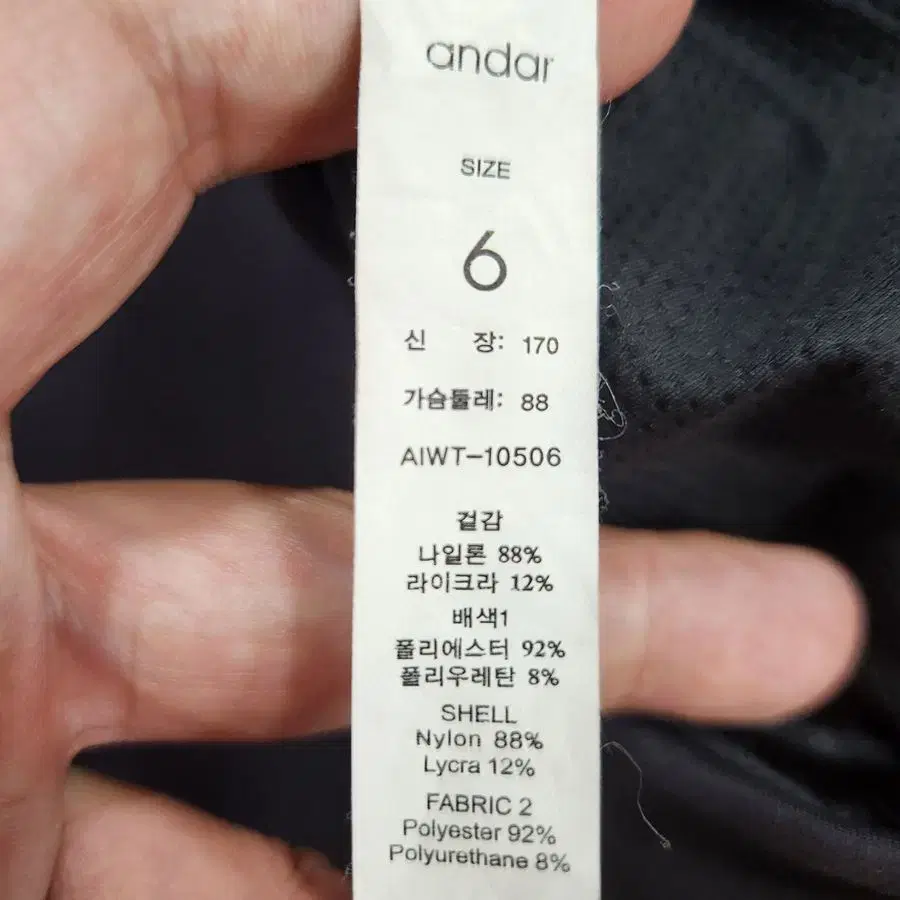 andar
SIZE
6
신 장: 170
가슴둘레: 88
AIWT-10506
겉감
나일론 88%
라이크라 12%
배색1
폴리에스터 92%
폴리우레탄 8%
SHELL
Nylon 88%
Lycra 12%
FABRIC 2
Polyester 92%
Polyurethane 8%